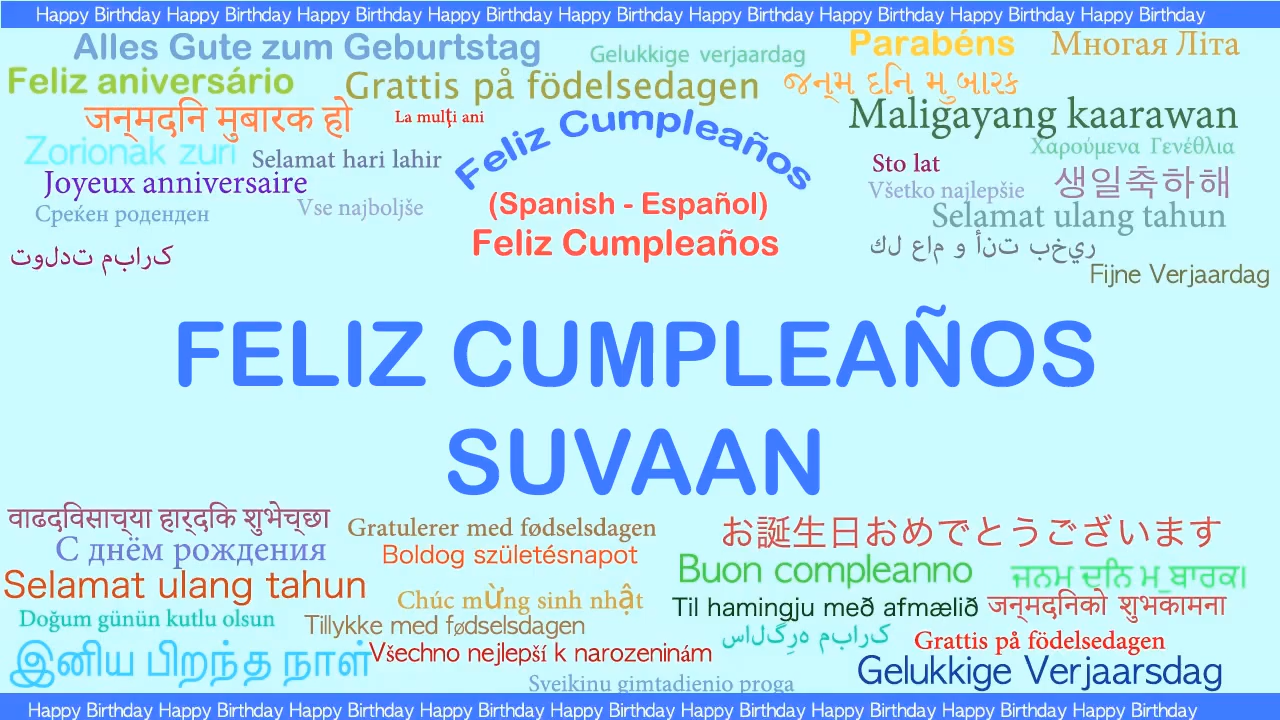 Happy Birthday Happy Birthday Happy Birthday Happy Birthday Happy Birthday Happy Birthday Happy Birthday Happy Birthday Happy Birthday
Alles Gute zum Geburtstag
Gelukkige verjaardag
Parabéns
Многая Літа
Feliz aniversário
Grattis på födelsedagen
જન્મ દિન મુબારક
जन्मदिन मुबारक हो
La mulţi ani
Feliz Cumpleaños
Maligayang kaarawan
Zorionak zuri
Selamat hari lahir
Sto lat
Χαρούμενα Γενέθλια
Joyeux anniversaire
Všetko najlepšie
생일축하해
Среќен роденден
Vse najboljše
(Spanish - Español)
Selamat ulang tahun
Feliz Cumpleaños
تولدت مبارک
كل عام و أنت بخير
Fijne Verjaardag
FELIZ CUMPLEAÑOS
SUVAAN
वाढदिवसाच्या हार्दिक शुभेच्छा
Gratulerer med fødselsdagen
お誕生日おめでとうございます
С днём рождения
Boldog születésnapot
Buon compleanno
ਜਨਮ ਦਿਨ ਮੁਬਾਰਕ।
Selamat ulang tahun
Chúc mừng sinh nhật
Til hamingju með afmælið
जन्मदिनको शुभकामना
Doğum günün kutlu olsun
Tillykke med fødselsdagen
سالگرہ مبارک
Grattis på födelsedagen
இனிய பிறந்த நாள்
Všechno nejlepší k narozeninám
Gelukkige Verjaarsdag
Sveikinu gimtadienio proga
Happy Birthday Happy Birthday Happy Birthday Happy Birthday Happy Birthday Happy Birthday Happy Birthday Happy Birthday Happy Birthday